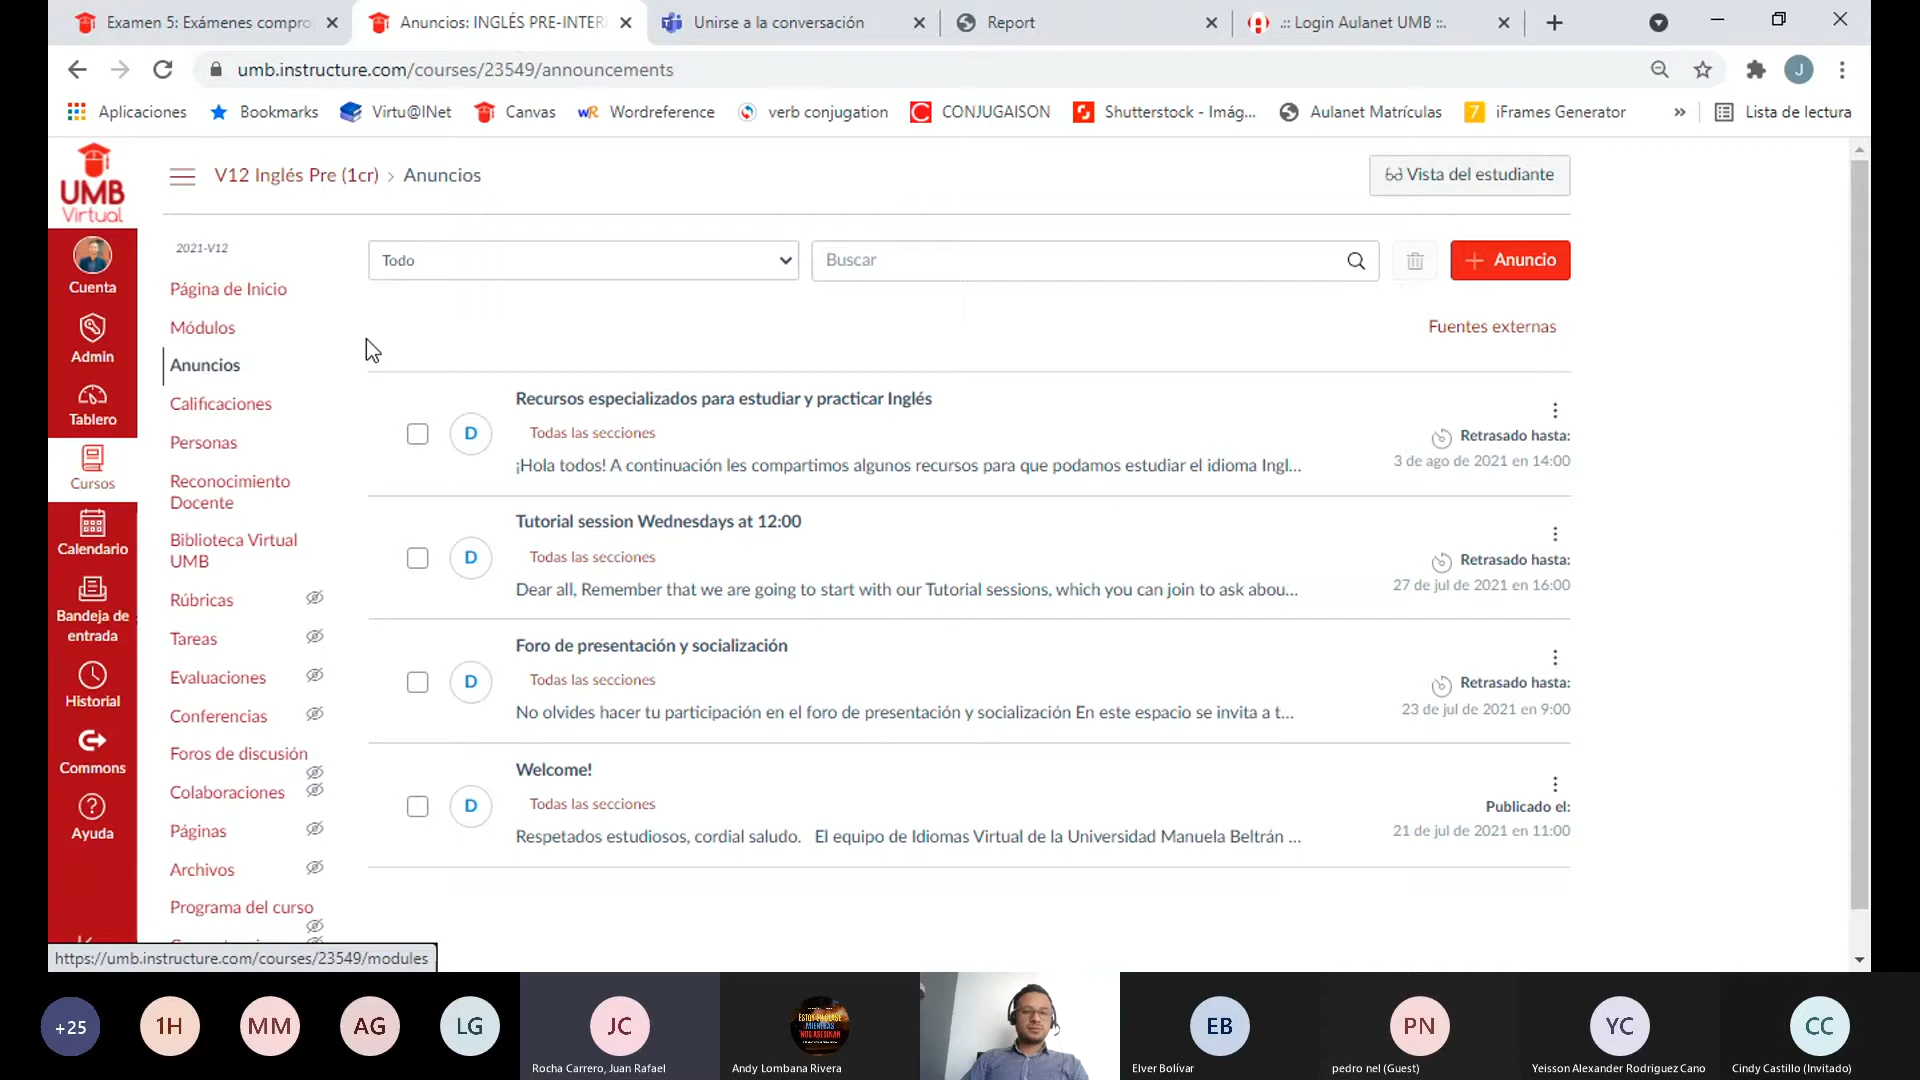 Examen 5: Exámenes compro
Anuncios: INGLÉS PRE-INTER
Unirse a la conversación
Report
.:: Login Aulanet UMB ::.
umb.instructure.com/courses/23549/announcements
J
Aplicaciones
Bookmarks
Virtu@lNet
Canvas
WR Wordreference
verb conjugation
C CONJUGAISON
Shutterstock - Imág...
Aulanet Matrículas
7 iFrames Generator
»
Lista de lectura
UMB
Virtual
V12 Inglés Pre (1cr) > Anuncios
Vista del estudiante
2021-V12
Todo
Buscar
+ Anuncio
Fuentes externas
Cuenta
Admin
Tablero
Cursos
Calendario
Bandeja de
entrada
Historial
Commons
Ayuda
Página de Inicio
Módulos
Anuncios
Calificaciones
Personas
Reconocimiento
Docente
Biblioteca Virtual
UMB
Rúbricas
Tareas
Evaluaciones
Conferencias
Foros de discusión
Colaboraciones
Páginas
Archivos
Programa del curso
Recursos especializados para estudiar y practicar Inglés
D
Todas las secciones
¡Hola todos! A continuación les compartimos algunos recursos para que podamos estudiar el idioma Ingl...
Retrasado hasta:
3 de ago de 2021 en 14:00
Tutorial session Wednesdays at 12:00
D
Todas las secciones
Dear all, Remember that we are going to start with our Tutorial sessions, which you can join to ask abou...
Retrasado hasta:
27 de jul de 2021 en 16:00
Foro de presentación y socialización
D
Todas las secciones
No olvides hacer tu participación en el foro de presentación y socialización En este espacio se invita a t...
Retrasado hasta:
23 de jul de 2021 en 9:00
Welcome!
D
Todas las secciones
Respetados estudiosos, cordial saludo. El equipo de Idiomas Virtual de la Universidad Manuela Beltrán ...
Publicado el:
21 de jul de 2021 en 11:00
https://umb.instructure.com/courses/23549/modules
+25
1H
MM
AG
LG
JC
Rocha Carrero, Juan Rafael
ESTOY EN CLASE
MIENTRAS
NOS ASESINAN
Andy Lombana Rivera
EB
Elver Bolívar
PN
pedro nel (Guest)
YC
Yeisson Alexander Rodriguez Cano
CC
Cindy Castillo (Invitado)